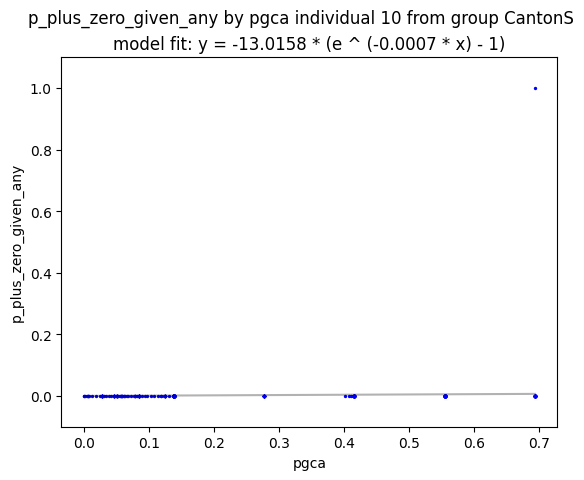 p_plus_zero_given_any by pgca individual 10 from group CantonS
model fit: y = -13.0158 * (e ^ (-0.0007 * x) - 1)
1.0
0.8
0.6
0.4
0.2
0.0
p_plus_zero_given_any
0.0 0.1 0.2 0.3 0.4 0.5 0.6 0.7
pgca